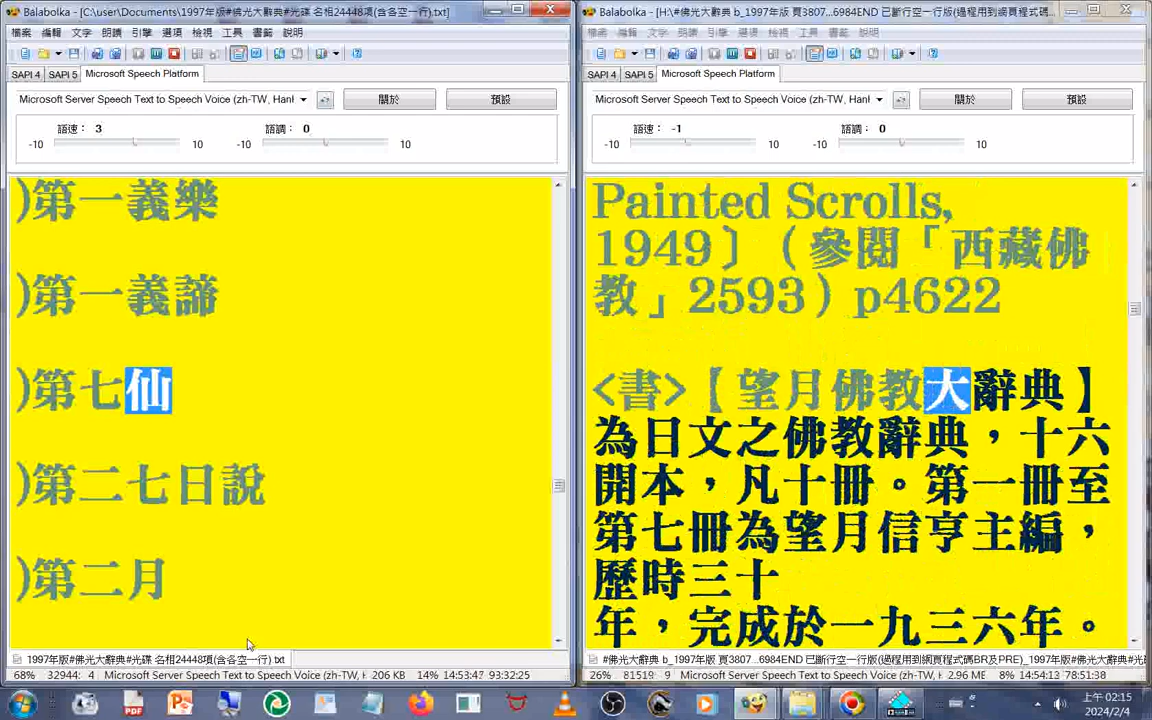 Balabolka - [C:\user\Documents\1997年版#佛光大辭典#光碟 名相24448項(含各空一行).txt]
檔案 編輯 文字 朗讀 引擎 選項 檢視 工具 書籤 說明
SAPI 4 SAPI 5 Microsoft Speech Platform
Microsoft Server Speech Text to Speech Voice (zh-TW, Hanl
關於
預設
語速： 3
語調： 0
-10 10 -10 10
)第一義樂
)第一義諦
)第七仙
)第二七日說
)第二月
1997年版#佛光大辭典#光碟 名相24448項(含各空一行).txt
68% 32944: 4 Microsoft Server Speech Text to Speech Voice (zh-TW, H 206 KB 14%
Balabolka - [H:\#佛光大辭典 b_1997年版 頁3807...6984END 已斷行空一行版(過程用到網頁程式碼
檔案 編輯 文字 朗讀 引擎 選項 檢視 工具 書籤 說明
SAPI 4 SAPI 5 Microsoft Speech Platform
Microsoft Server Speech Text to Speech Voice (zh-TW, Hanl
關於
預設
語速： -1
語調： 0
-10 10 -10 10
Painted Scrolls,
1949〕（參閱「西藏佛
教」2593）p4622
<書>【望月佛教大辭典】
為日文之佛教辭典，十六
開本，凡十冊。第一冊至
第七冊為望月信亨主編，
歷時三十
年，完成於一九三六年。
#佛光大辭典 b_1997年版 頁3807...6984END 已斷行空一行版(過程用到網頁程式碼BR及PRE)_1997年版#佛光大辭典#光
26% 81519: 9 Microsoft Server Speech Text to Speech Voice (zh-TW, H 2.96 MB 8%
上午 02:15
2024/2/4